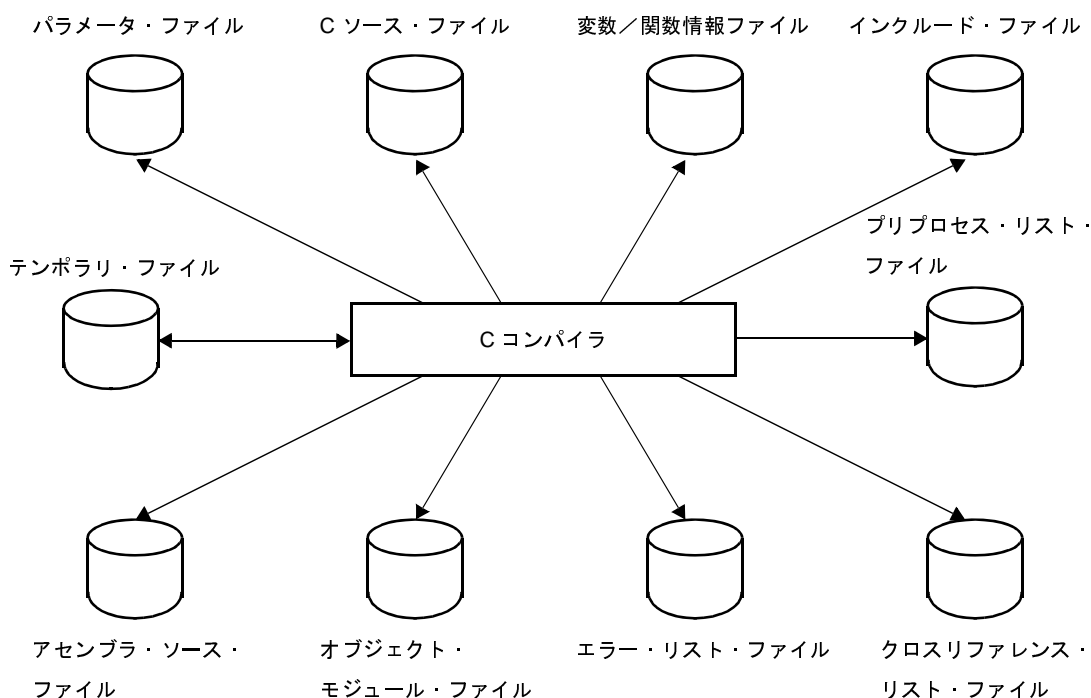 パラメータ・ファイル
C ソース・ファイル
変数／関数情報ファイル
インクルード・ファイル
プリプロセス・リスト・
ファイル
テンポラリ・ファイル
C コンパイラ
アセンブラ・ソース・
ファイル
オブジェクト・
モジュール・ファイル
エラー・リスト・ファイル
クロスリファレンス・
リスト・ファイル